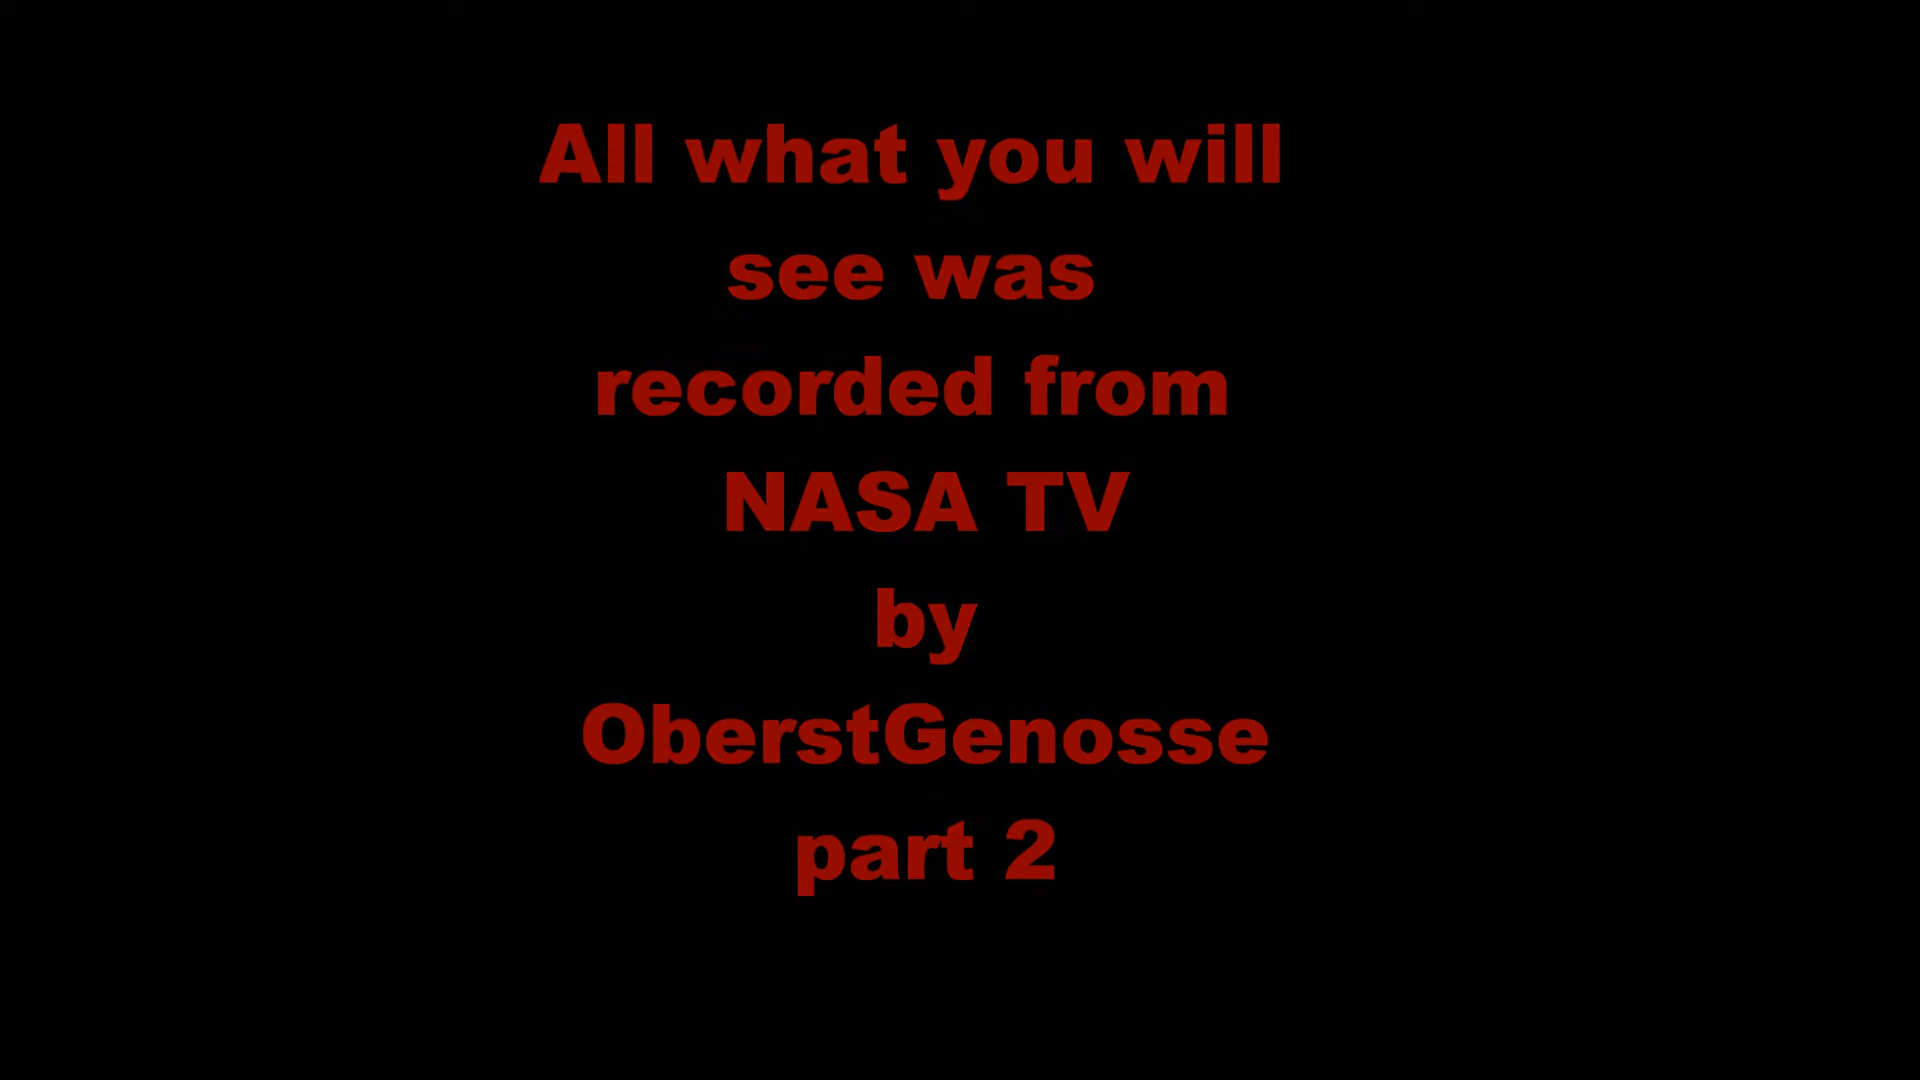 All what you will
see was
recorded from
NASA TV
by
OberstGenosse
part 2